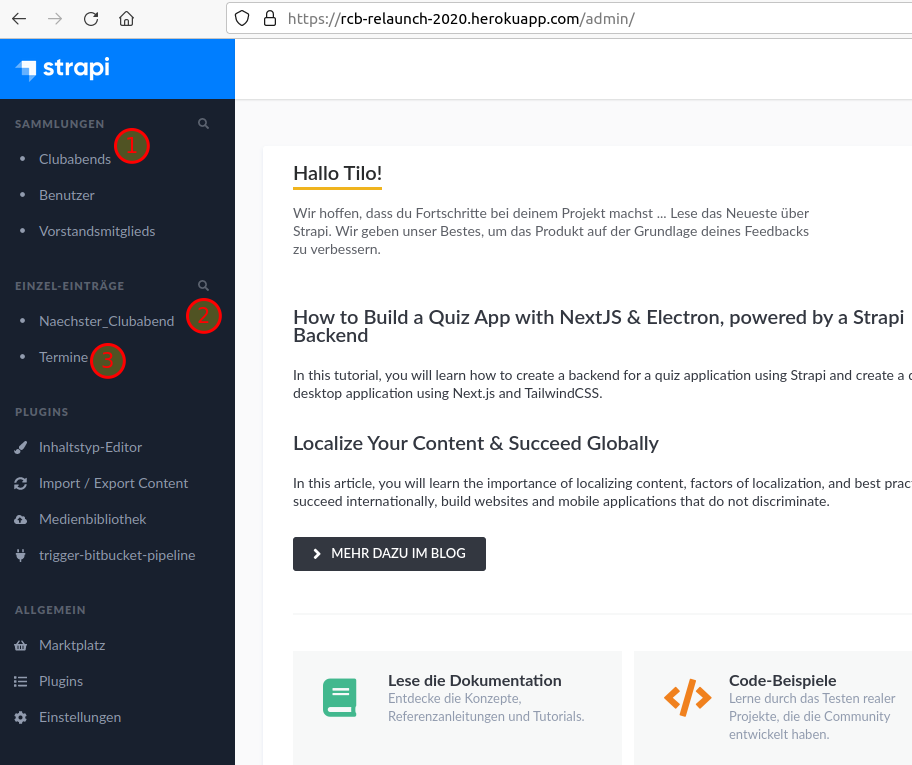 https://rcb-relaunch-2020.herokuapp.com/admin/
strapi
SAMMLUNGEN
Clubabends
1
Benutzer
Vorstandsmitglieds
EINZEL-EINTRÄGE
Naechster_Clubabend
2
Termine
3
PLUGINS
Inhaltstyp-Editor
Import / Export Content
Medienbibliothek
trigger-bitbucket-pipeline
ALLGEMEIN
Marktplatz
Plugins
Einstellungen
Hallo Tilo!
Wir hoffen, dass du Fortschritte bei deinem Projekt machst ... Lese das Neueste über
Strapi. Wir geben unser Bestes, um das Produkt auf der Grundlage deines Feedbacks
zu verbessern.
How to Build a Quiz App with NextJS & Electron, powered by a Strapi
Backend
In this tutorial, you will learn how to create a backend for a quiz application using Strapi and create a
desktop application using Next.js and TailwindCSS.
Localize Your Content & Succeed Globally
In this article, you will learn the importance of localizing content, factors of localization, and best prac
succeed internationally, build websites and mobile applications that do not discriminate.
MEHR DAZU IM BLOG
Lese die Dokumentation
Entdecke die Konzepte,
Referenzanleitungen und Tutorials.
Code-Beispiele
Lerne durch das Testen realer
Projekte, die die Community
entwickelt haben.